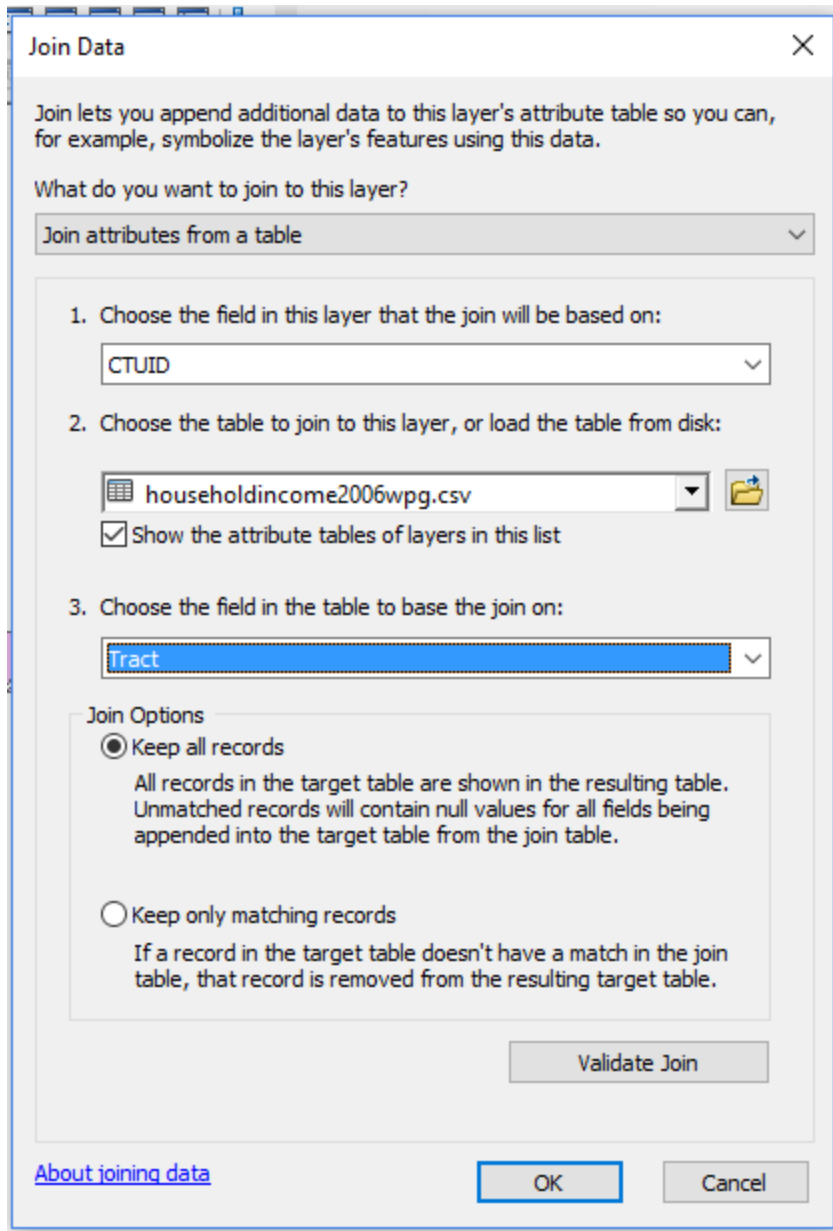 Join Data
Join lets you append additional data to this layer's attribute table so you can,
for example, symbolize the layer's features using this data.
What do you want to join to this layer?
Join attributes from a table
1. Choose the field in this layer that the join will be based on:
CTUID
2. Choose the table to join to this layer, or load the table from disk:
householdincome2006wpg.csv
Show the attribute tables of layers in this list
3. Choose the field in the table to base the join on:
Tract
Join Options
Keep all records
All records in the target table are shown in the resulting table.
Unmatched records will contain null values for all fields being
appended into the target table from the join table.
Keep only matching records
If a record in the target table doesn't have a match in the join
table, that record is removed from the resulting target table.
Validate Join
About joining data
OK
Cancel